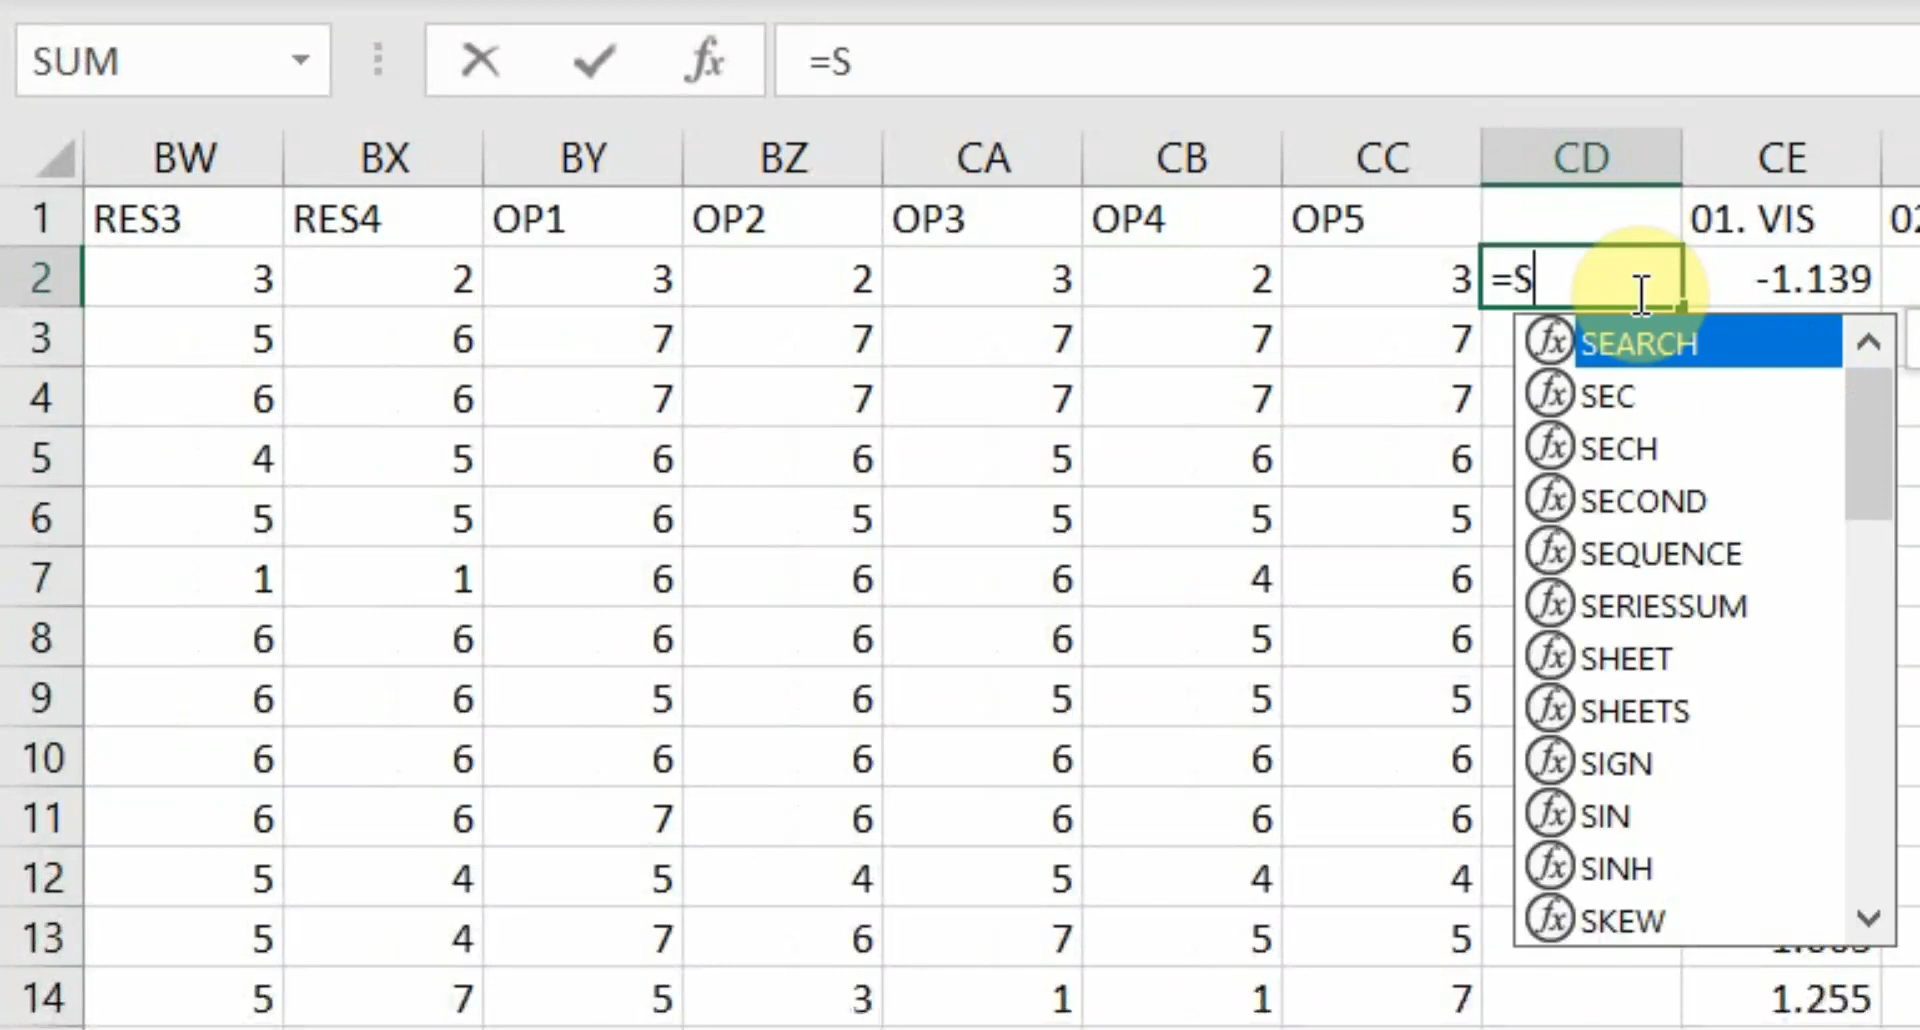 SUM =S
BW BX BY BZ CA CB CC CD CE
1 RES3 RES4 OP1 OP2 OP3 OP4 OP5 01. VIS 02
2 3 2 3 2 3 2 3 =S -1.139
3 5 6 7 7 7 7 7 SEARCH
4 6 6 7 7 7 7 7 SEC
5 4 5 6 6 5 6 6 SECH
6 5 5 6 5 5 5 5 SECOND
7 1 1 6 6 6 4 6 SEQUENCE
SERIESSUM
8 6 6 6 6 6 5 6 SHEET
9 6 6 5 6 5 5 5 SHEETS
10 6 6 6 6 6 6 6 SIGN
11 6 6 7 6 6 6 6 SIN
12 5 4 5 4 5 4 4 SINH
13 5 4 7 6 7 5 5 SKEW
14 5 7 5 3 1 1 7 1.255